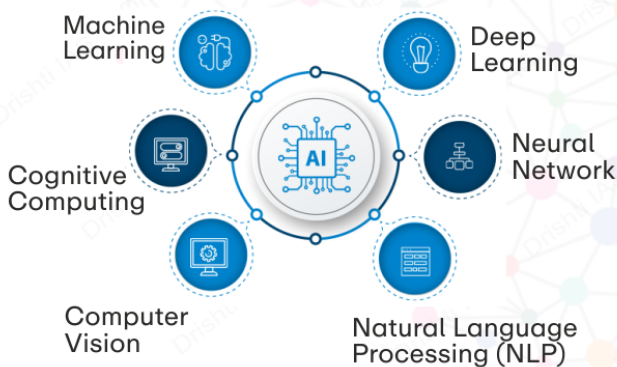 Machine
Learning
Deep
Learning
AI
Cognitive
Computing
Neural
Network
Computer
Vision
Natural Language
Processing (NLP)